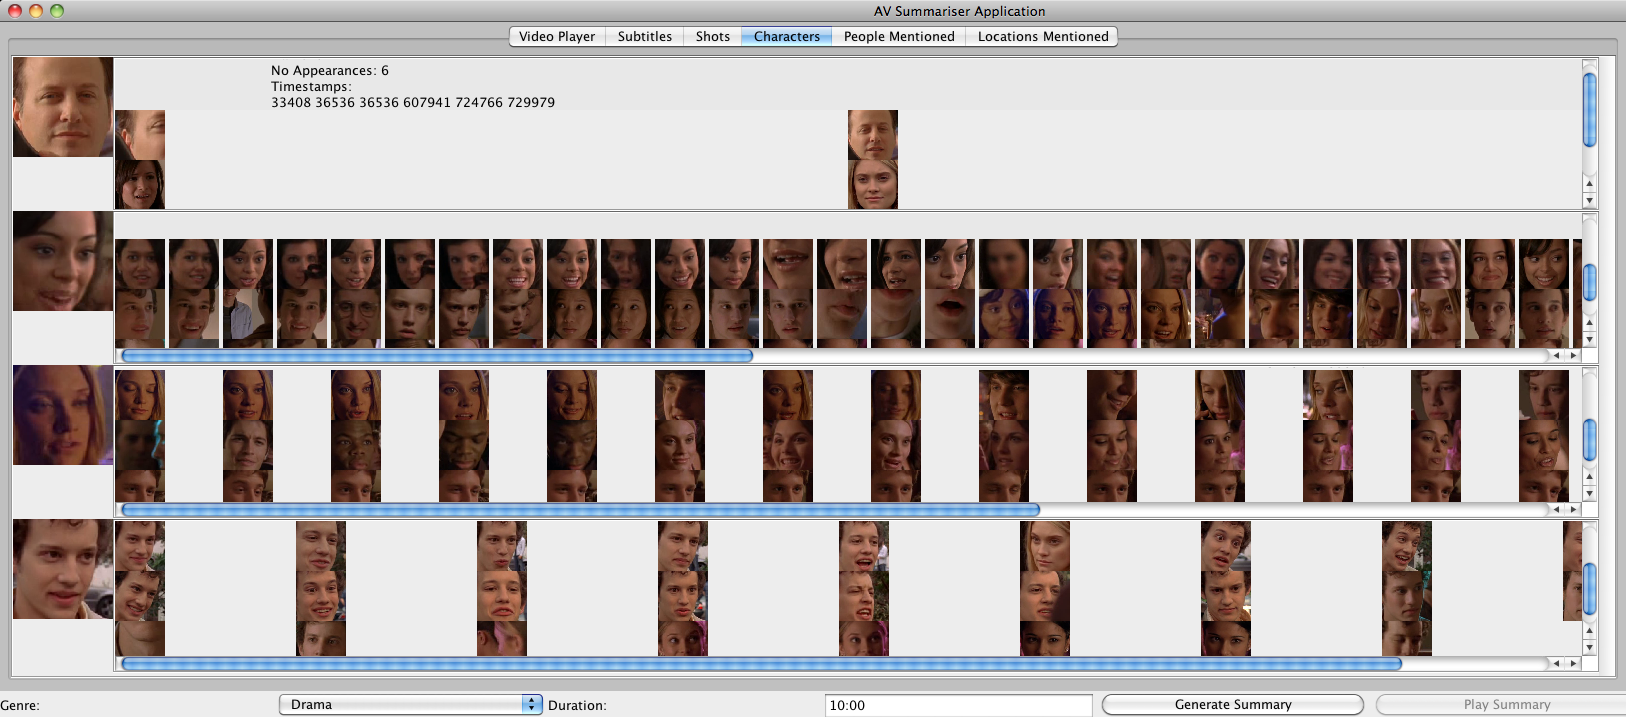 AV Summariser Application
Video Player Subtitles Shots Characters People Mentioned Locations Mentioned
No Appearances: 6
Timestamps:
33408 36536 36536 607941 724766 729979
Genre: Drama Duration: 10:00 Generate Summary Play Summary